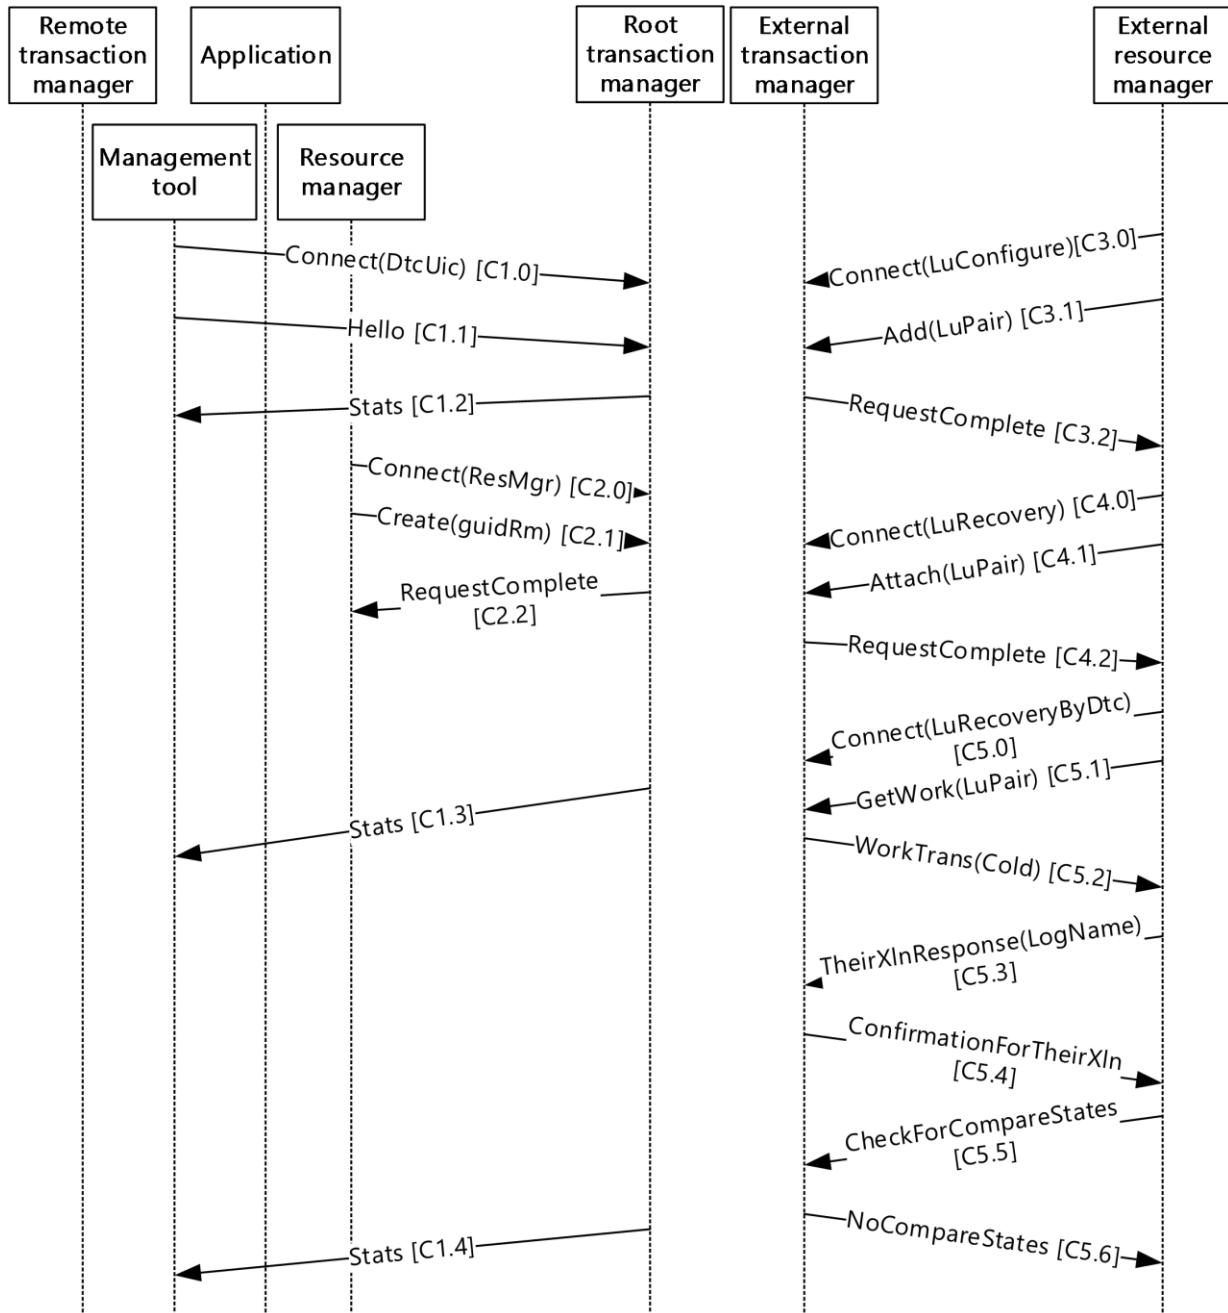 Remote
transaction
manager
Application
Root
transaction
manager
External
transaction
manager
External
resource
manager
Management
tool
Resource
manager
Connect(DtcUic) [C1.0]
Connect(LuConfigure)[C3.0]
Hello [C1.1]
Add(LuPair) [C3.1]
Stats [C1.2]
RequestComplete [C3.2]
Connect(ResMgr) [C2.0]
Connect(LuRecovery) [C4.0]
Create(guidRm) [C2.1]
Attach(LuPair) [C4.1]
RequestComplete
[C2.2]
RequestComplete [C4.2]
Connect(LuRecoveryByDtc)
[C5.0]
GetWork(LuPair) [C5.1]
Stats [C1.3]
WorkTrans(Cold) [C5.2]
TheirXlnResponse(LogName)
[C5.3]
ConfirmationForTheirXln
[C5.4]
CheckForCompareStates
[C5.5]
NoCompareStates [C5.6]
Stats [C1.4]